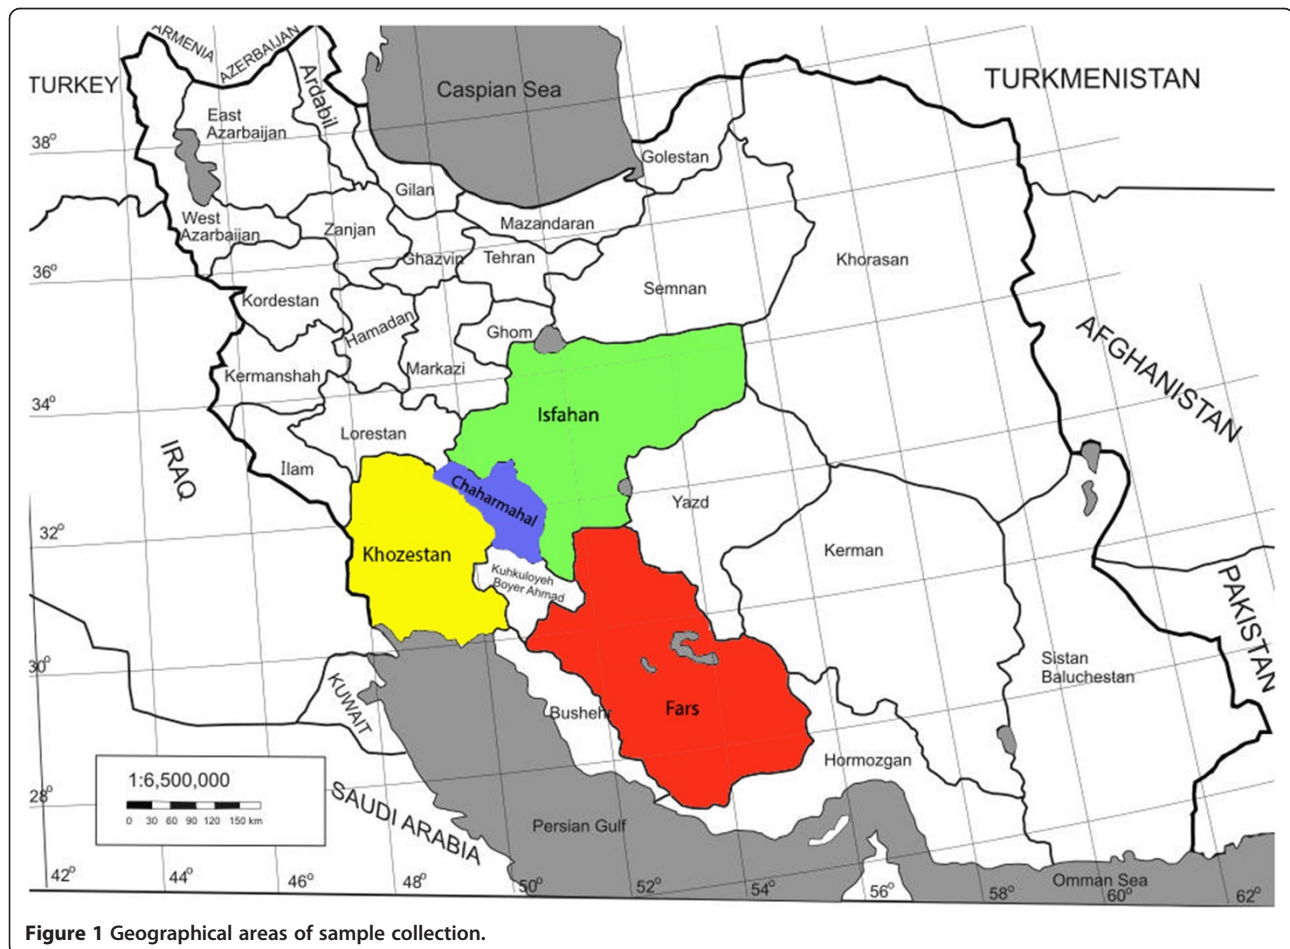 ARMENIA
AZERBAIJAN
TURKEY
Caspian Sea
TURKMENISTAN
Ardabil
East
Azarbaijan
38°
Golestan
Gilan
West
Azarbaijan
Zanjan
Mazandaran
Ghazvin
Tehran
Khorasan
36°
Kordestan
Semnan
Hamadan
Ghom
AFGHANISTAN
Kermanshah
Markazi
34°
Isfahan
Lorestan
IRAQ
Ilam
Chaharmahal
Yazd
32°
Khozestan
Kerman
Kuhkuloyeh
Boyer Ahmad
PAKISTAN
30°
Sistan
Baluchestan
KUWAIT
Bushehr
Fars
Hormozgan
1:6,500,000
0 30 60 90 120 150 km
28°
SAUDI ARABIA
Persian Gulf
Omman Sea
42° 44° 46° 48° 50° 52° 54° 56° 58° 60° 62°
Figure 1 Geographical areas of sample collection.